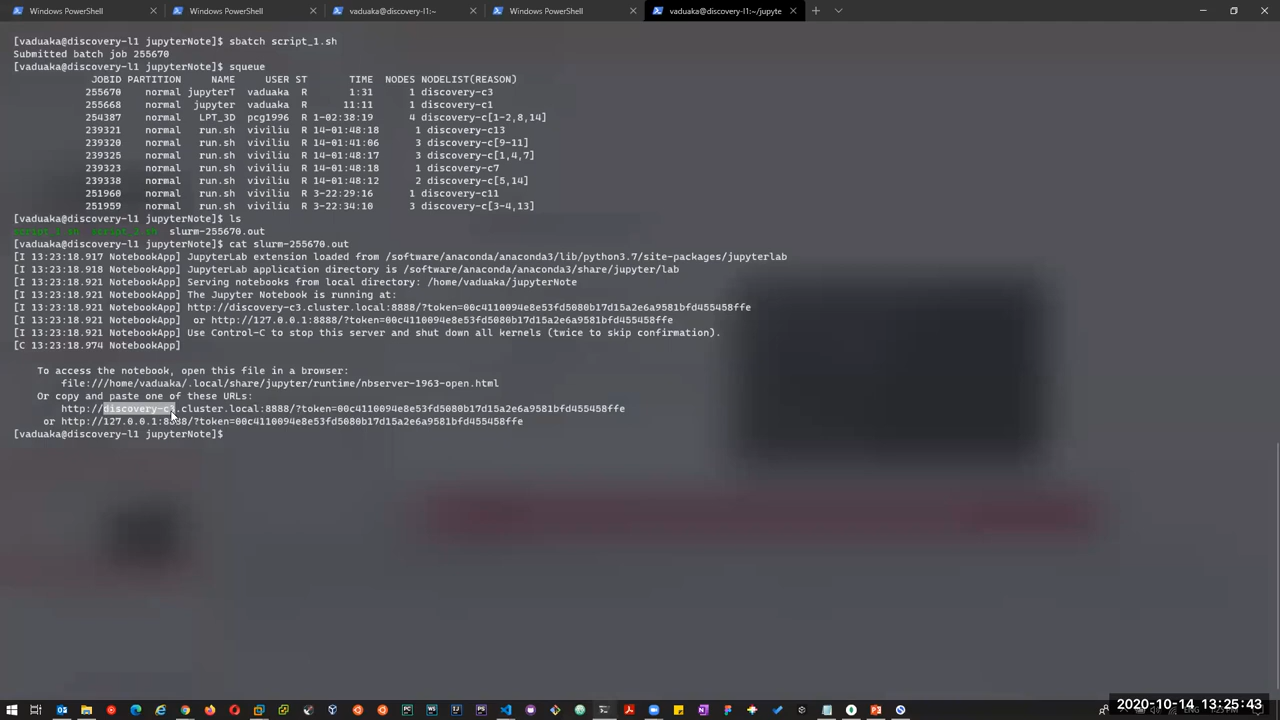 Windows PowerShell
Windows PowerShell
vaduaka@discovery-l1:~
Windows PowerShell
vaduaka@discovery-l1:~/jupyte
[vaduaka@discovery-l1 jupyterNote]$ sbatch script_1.sh
Submitted batch job 255670
[vaduaka@discovery-l1 jupyterNote]$ squeue
JOBID PARTITION NAME USER ST TIME NODES NODELIST(REASON)
255670 normal jupyterT vaduaka R 1:31 1 discovery-c3
255668 normal jupyter vaduaka R 11:11 1 discovery-c1
254387 normal LPT_3D pcg1996 R 1-02:38:19 4 discovery-c[1-2,8,14]
239321 normal run.sh viviliu R 14-01:48:18 1 discovery-c13
239320 normal run.sh viviliu R 14-01:41:06 3 discovery-c[9-11]
239325 normal run.sh viviliu R 14-01:48:17 3 discovery-c[1,4,7]
239323 normal run.sh viviliu R 14-01:48:18 1 discovery-c7
239338 normal run.sh viviliu R 14-01:48:12 2 discovery-c[5,14]
251960 normal run.sh viviliu R 3-22:29:16 1 discovery-c11
251959 normal run.sh viviliu R 3-22:34:10 3 discovery-c[3-4,13]
[vaduaka@discovery-l1 jupyterNote]$ ls
script_1.sh script_2.sh slurm-255670.out
[vaduaka@discovery-l1 jupyterNote]$ cat slurm-255670.out
[I 13:23:18.917 NotebookApp] JupyterLab extension loaded from /software/anaconda/anaconda3/lib/python3.7/site-packages/jupyterlab
[I 13:23:18.918 NotebookApp] JupyterLab application directory is /software/anaconda/anaconda3/share/jupyter/lab
[I 13:23:18.921 NotebookApp] Serving notebooks from local directory: /home/vaduaka/jupyterNote
[I 13:23:18.921 NotebookApp] The Jupyter Notebook is running at:
[I 13:23:18.921 NotebookApp] http://discovery-c3.cluster.local:8888/?token=00c4110094e8e53fd5080b17d15a2e6a9581bfd455458ffe
[I 13:23:18.921 NotebookApp] or http://127.0.0.1:8888/?token=00c4110094e8e53fd5080b17d15a2e6a9581bfd455458ffe
[I 13:23:18.921 NotebookApp] Use Control-C to stop this server and shut down all kernels (twice to skip confirmation).
[C 13:23:18.974 NotebookApp]
To access the notebook, open this file in a browser:
file:///home/vaduaka/.local/share/jupyter/runtime/nbserver-1963-open.html
Or copy and paste one of these URLs:
http://discovery-c3.cluster.local:8888/?token=00c4110094e8e53fd5080b17d15a2e6a9581bfd455458ffe
or http://127.0.0.1:8888/?token=00c4110094e8e53fd5080b17d15a2e6a9581bfd455458ffe
[vaduaka@discovery-l1 jupyterNote]$
2020-10-14 13:25:43